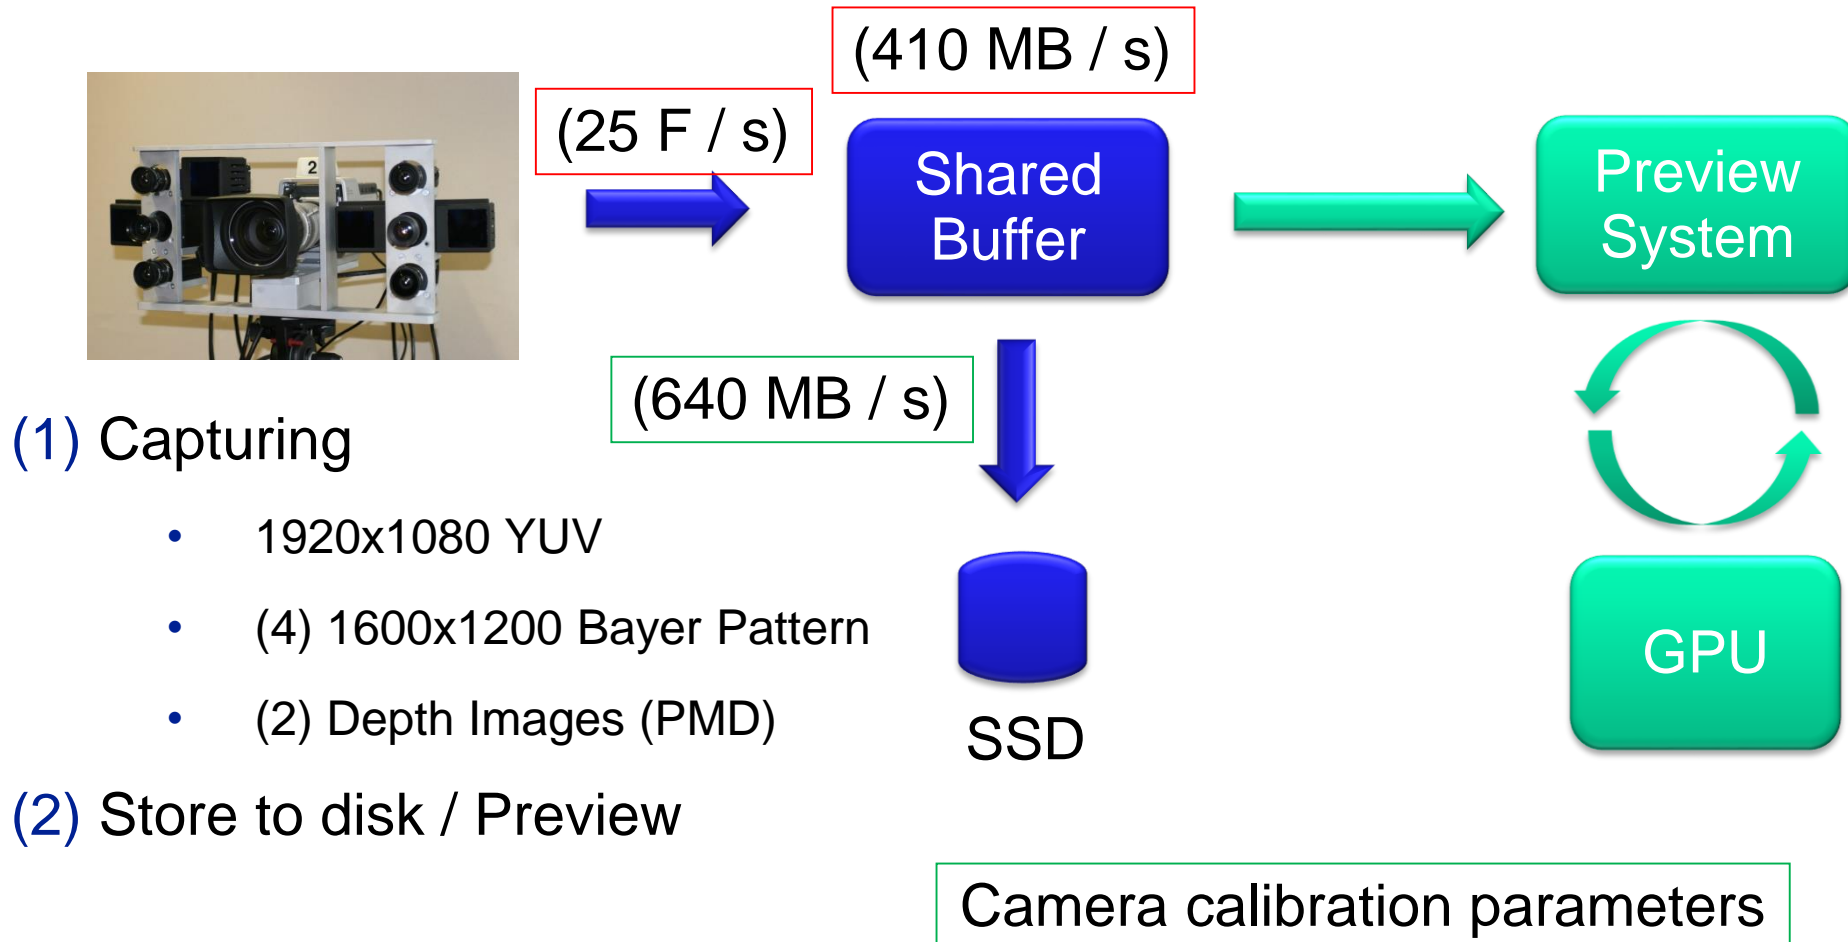 (410 MB / s)
(25 F / s)
2
Shared
Buffer
Preview
System
(640 MB / s)
(1) Capturing
• 1920x1080 YUV
• (4) 1600x1200 Bayer Pattern
• (2) Depth Images (PMD)
SSD
GPU
(2) Store to disk / Preview
Camera calibration parameters